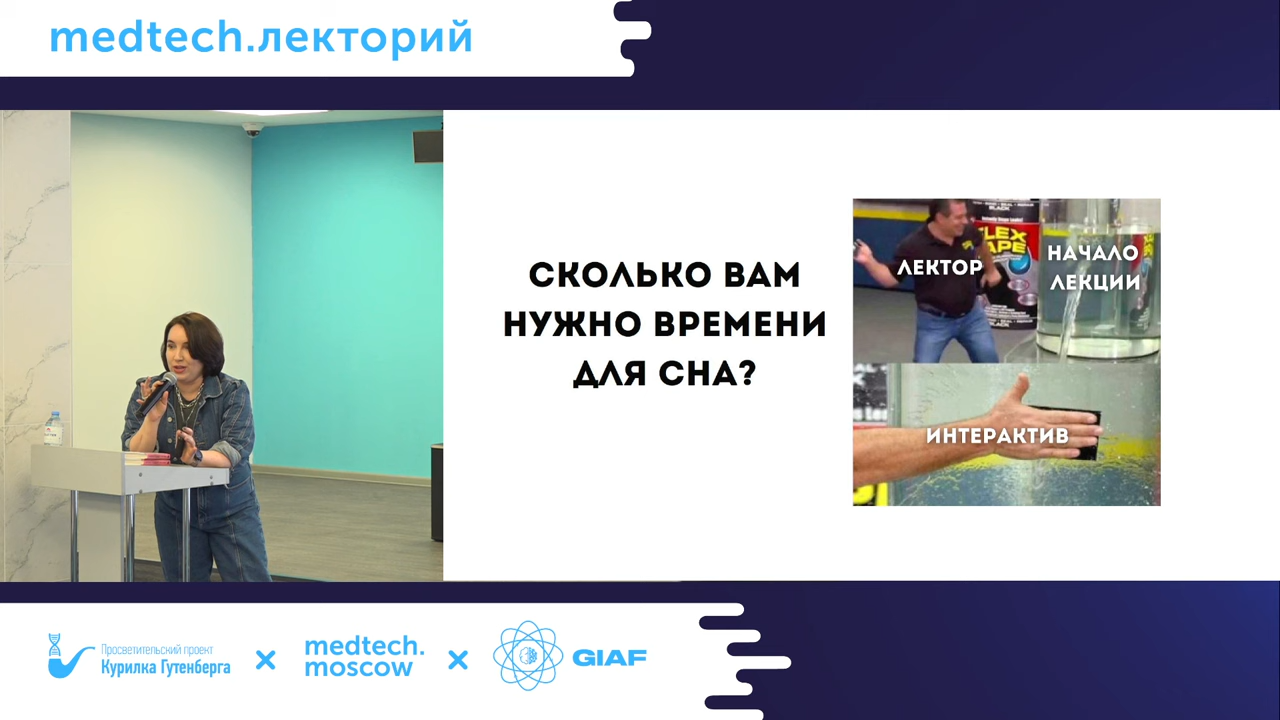 medtech.лекторий
СКОЛЬКО ВАМ
НУЖНО ВРЕМЕНИ
ДЛЯ СНА?
BLACK
FLEX
TAPE
ЛЕКТОР
НАЧАЛО
ЛЕКЦИИ
ИНТЕРАКТИВ
Просветительский проект
Курилка Гутенберга
×
medtech.
moscow
×
GIAF